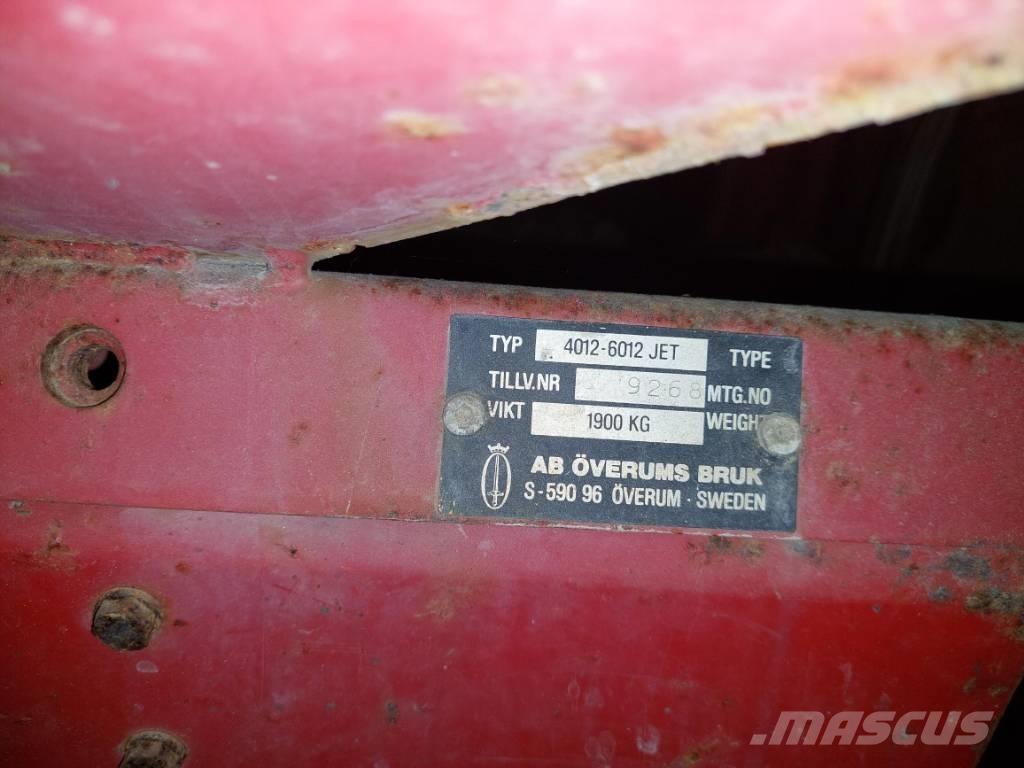 TYP 4012-6012 JET TYPE
TILLV.NR 9268 MTG.NO
VIKT 1900 KG WEIGHT
AB ÖVERUMS BRUK
S-590 96 ÖVERUM · SWEDEN
MASCUS